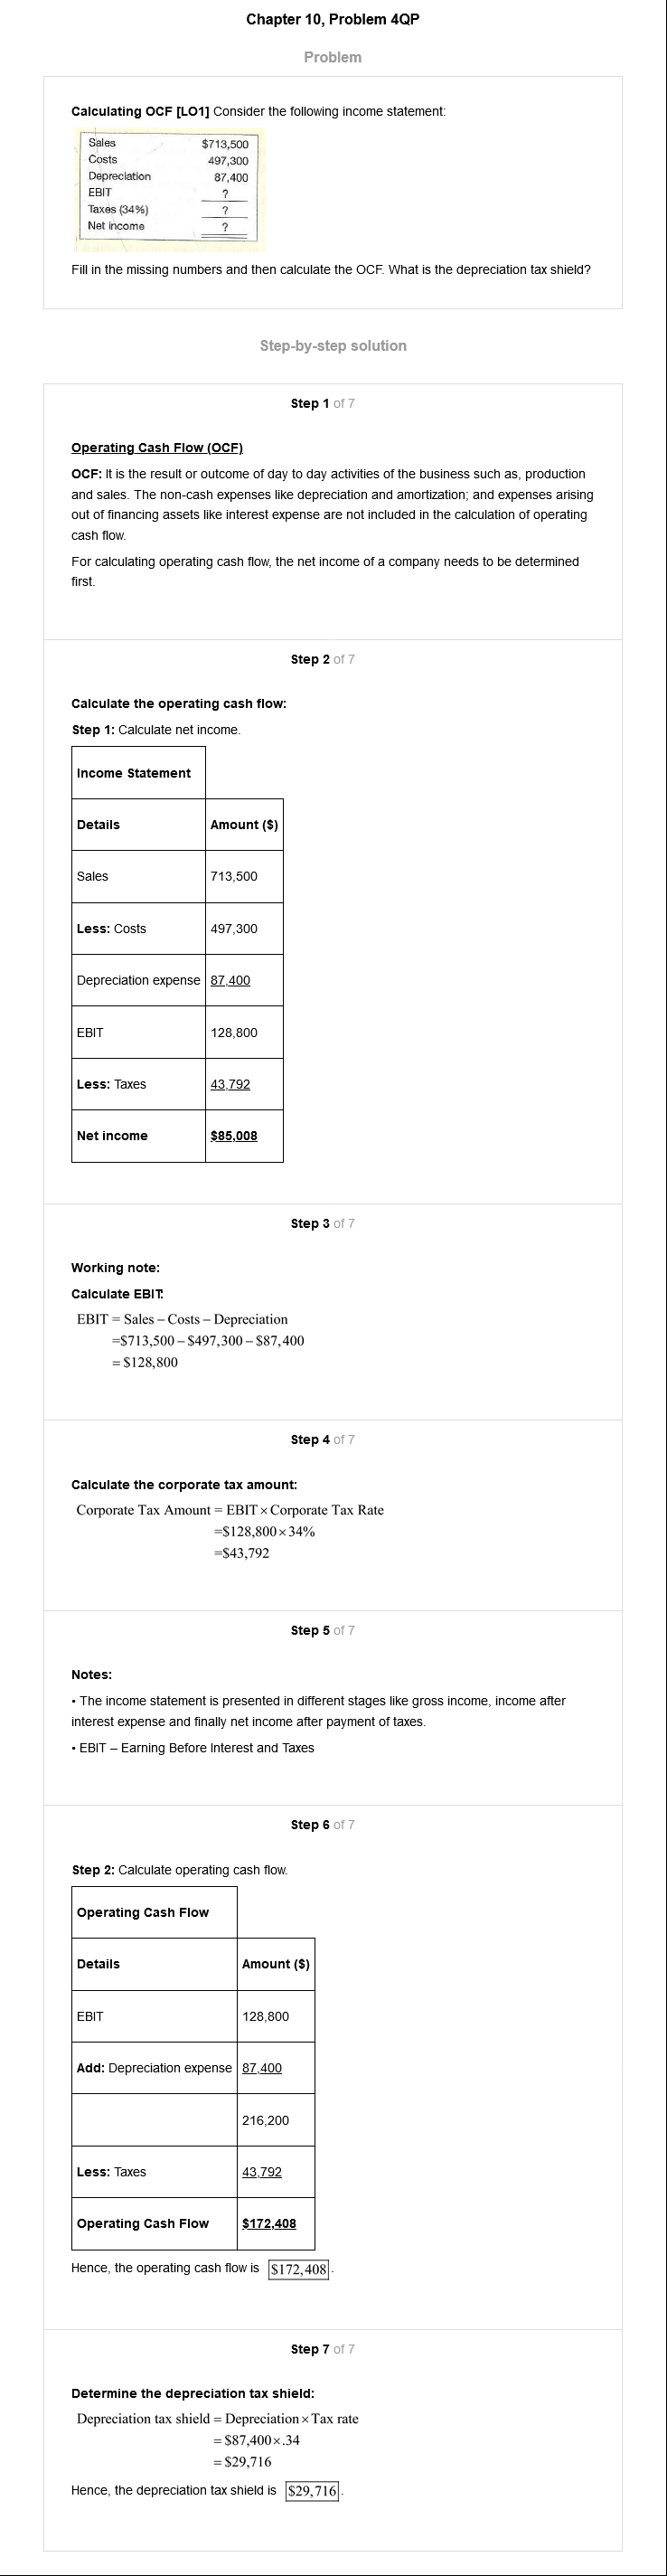 Chapter 10, Problem 4QP
Problem
Calculating OCF [LO1] Consider the following income statement:
Sales $713,500
Costs 497,300
Depreciation 87,400
EBIT ?
Taxes (34%) ?
Net income ?
Fill in the missing numbers and then calculate the OCF. What is the depreciation tax shield?
Step-by-step solution
Step 1 of 7
Operating Cash Flow (OCF)
OCF: It is the result or outcome of day to day activities of the business such as, production
and sales. The non-cash expenses like depreciation and amortization; and expenses arising
out of financing assets like interest expense are not included in the calculation of operating
cash flow.
For calculating operating cash flow, the net income of a company needs to be determined
first.
Step 2 of 7
Calculate the operating cash flow:
Step 1: Calculate net income.
Income Statement
Details Amount ($)
Sales 713,500
Less: Costs 497,300
Depreciation expense 87,400
EBIT 128,800
Less: Taxes 43,792
Net income $85,008
Step 3 of 7
Working note:
Calculate EBIT:
EBIT = Sales – Costs – Depreciation
=$713,500 – $497,300 – $87,400
= $128,800
Step 4 of 7
Calculate the corporate tax amount:
Corporate Tax Amount = EBIT × Corporate Tax Rate
=$128,800 × 34%
=$43,792
Step 5 of 7
Notes:
• The income statement is presented in different stages like gross income, income after
interest expense and finally net income after payment of taxes.
• EBIT – Earning Before Interest and Taxes
Step 6 of 7
Step 2: Calculate operating cash flow.
Operating Cash Flow
Details Amount ($)
EBIT 128,800
Add: Depreciation expense 87,400
216,200
Less: Taxes 43,792
Operating Cash Flow $172,408
Hence, the operating cash flow is $172,408.
Step 7 of 7
Determine the depreciation tax shield:
Depreciation tax shield = Depreciation × Tax rate
= $87,400 × .34
= $29,716
Hence, the depreciation tax shield is $29,716.